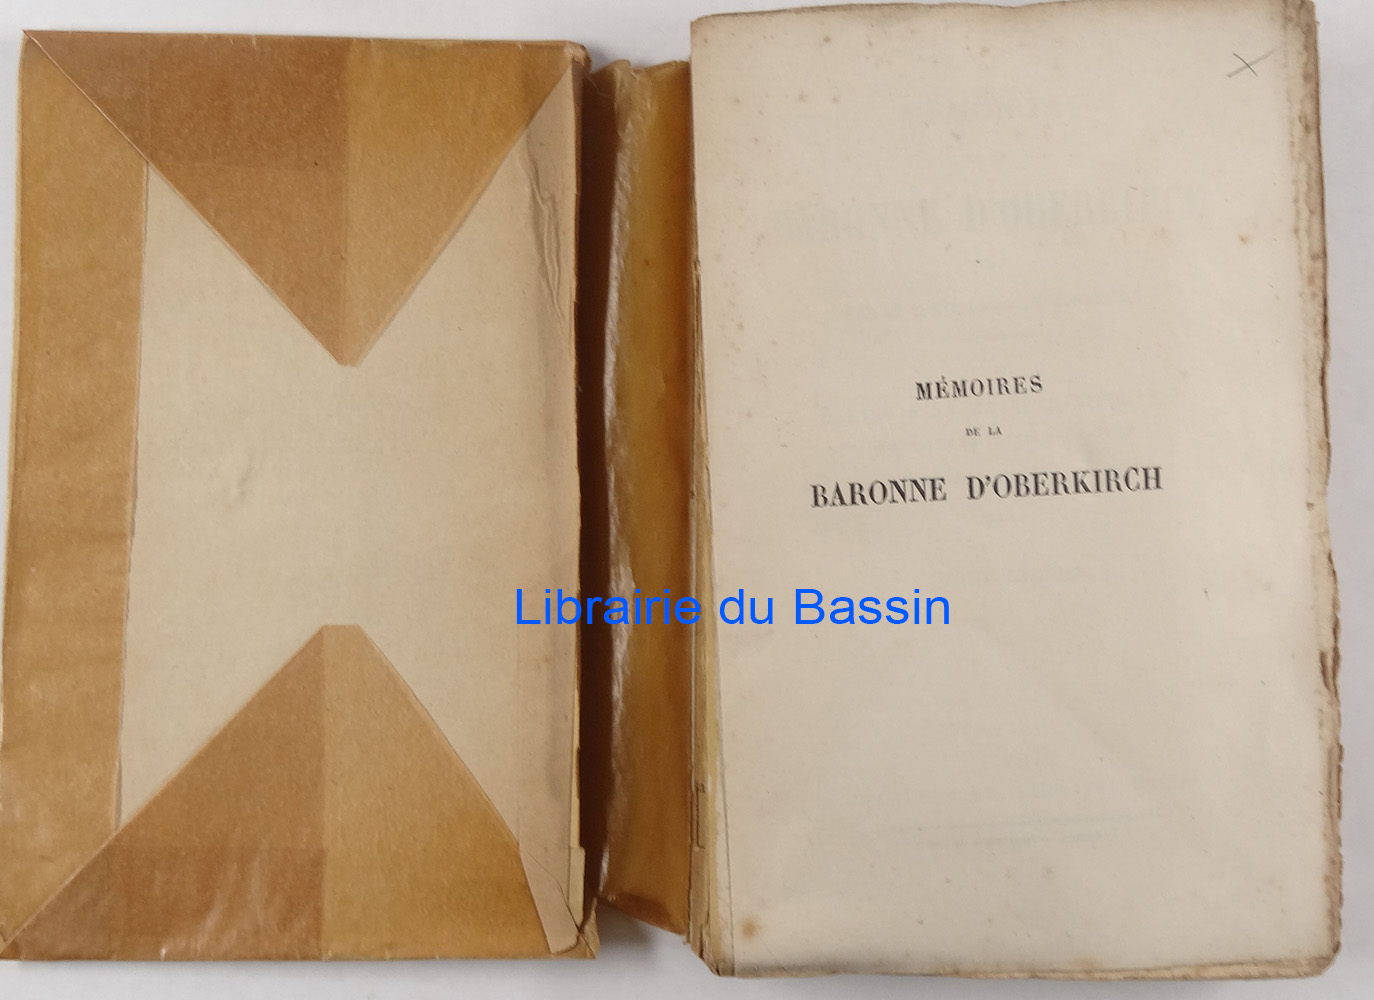 MÉMOIRES
DE LA
BARONNE D'OBERKIRCH
Librairie du Bassin